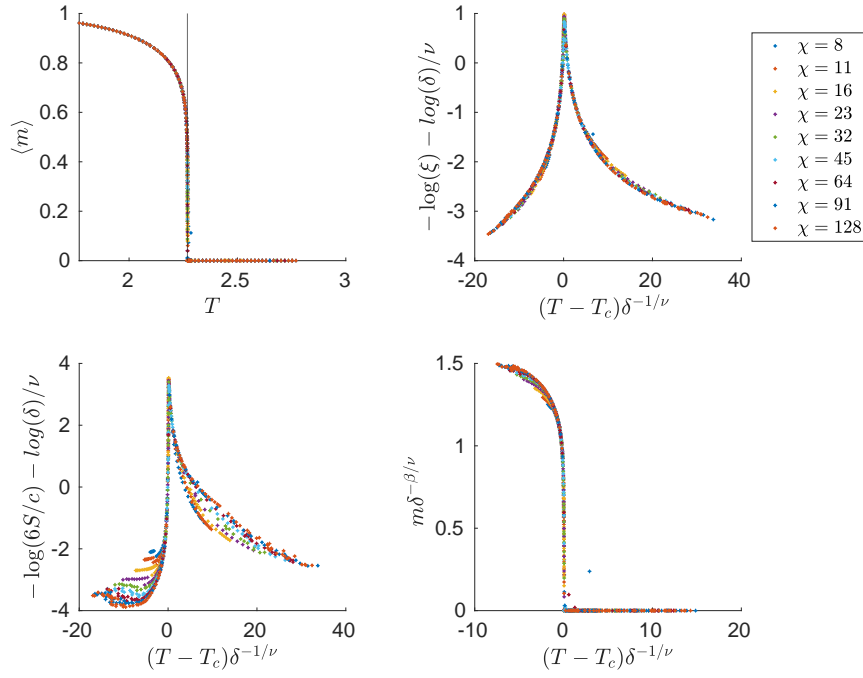 1
0.8
0.6
0.4
0.2
0
⟨m⟩
2
2.5
3
T
1
0
-1
-2
-3
-4
− log(ξ) − log(δ)/ν
-20
0
20
40
(T − T_c)δ^{-1/ν}
χ = 8
χ = 11
χ = 16
χ = 23
χ = 32
χ = 45
χ = 64
χ = 91
χ = 128
4
2
0
-2
-4
− log(6S/c) − log(δ)/ν
-20
0
20
40
(T − T_c)δ^{-1/ν}
1.5
1
0.5
0
mδ^{-β/ν}
-10
0
10
20
(T − T_c)δ^{-1/ν}